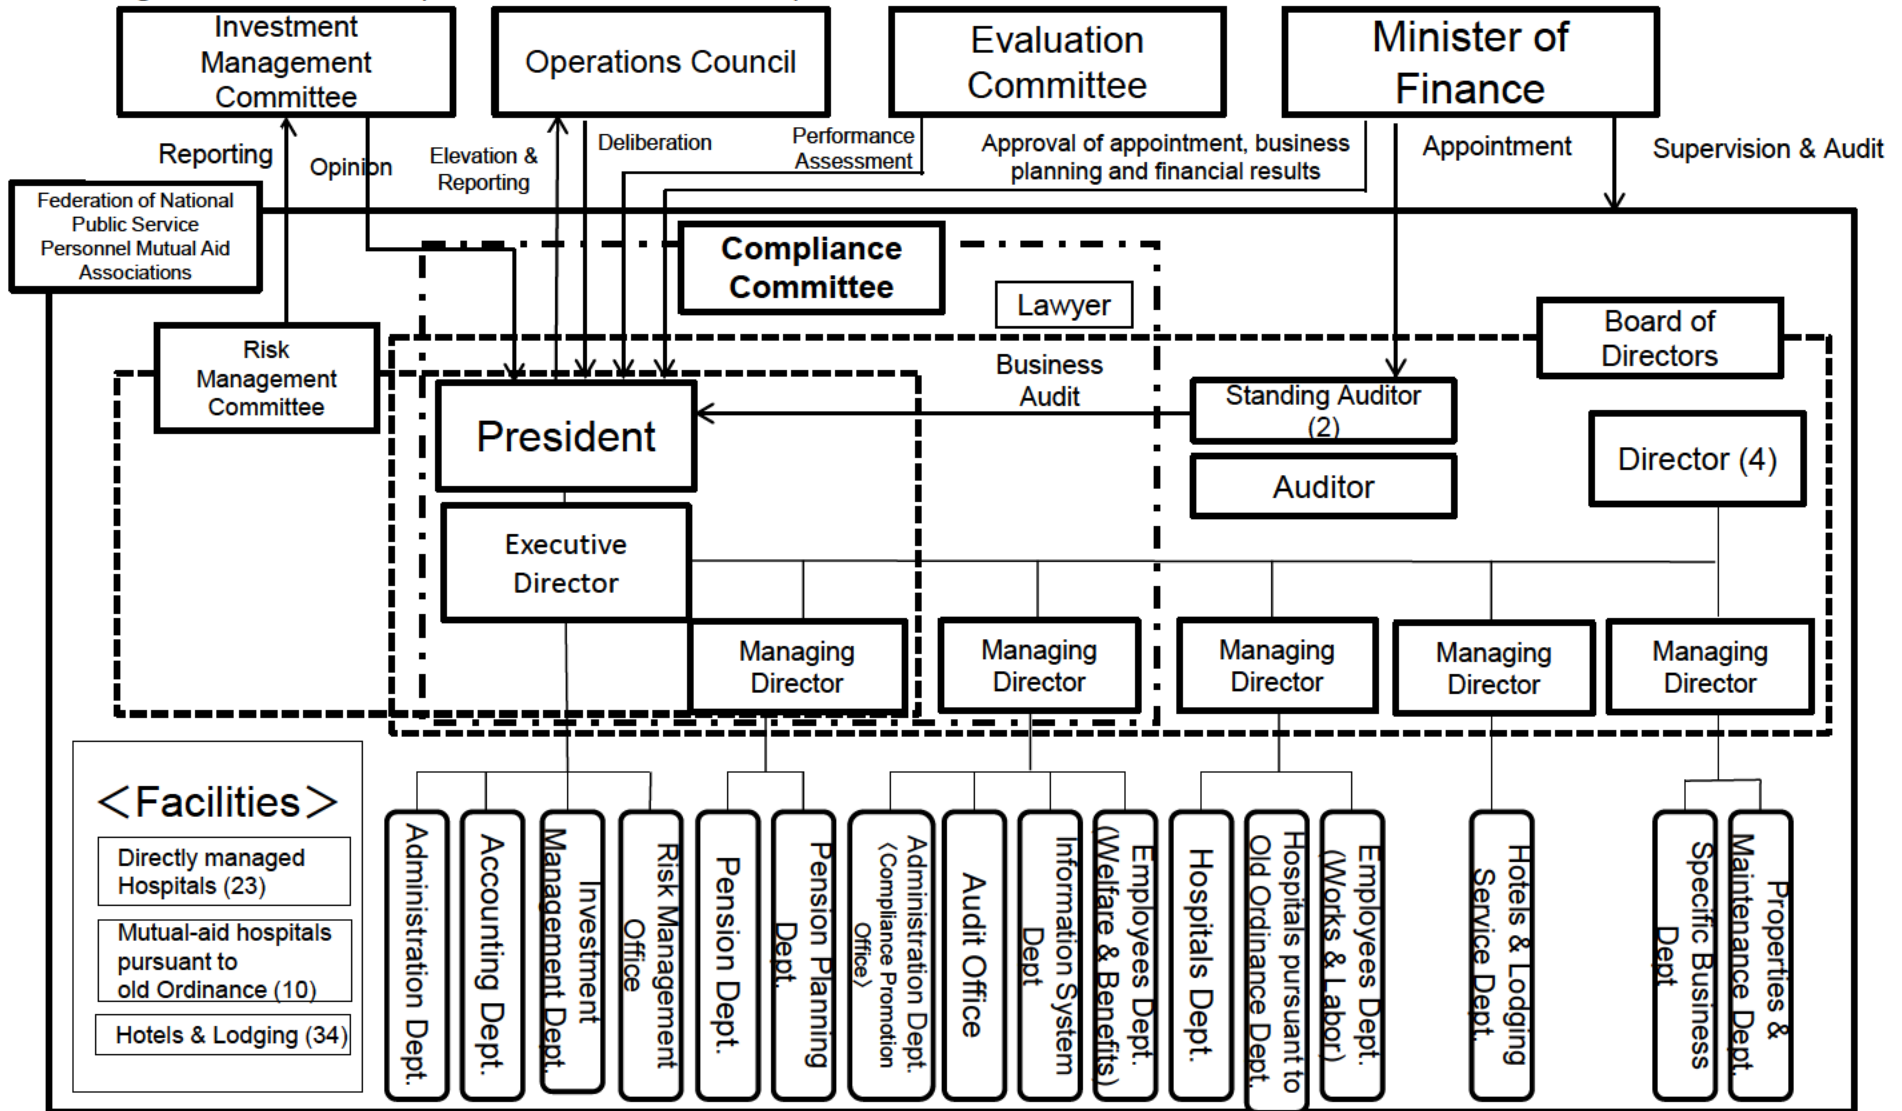 Investment
Management
Committee
Operations Council
Evaluation
Committee
Minister of
Finance
Reporting
Opinion
Elevation &
Reporting
Deliberation
Performance
Assessment
Approval of appointment, business
planning and financial results
Appointment
Supervision & Audit
Federation of National
Public Service
Personnel Mutual Aid
Associations
Compliance
Committee
Lawyer
Board of
Directors
Risk
Management
Committee
Business
Audit
President
Standing Auditor
(2)
Auditor
Director (4)
Executive
Director
Managing
Director
Managing
Director
Managing
Director
Managing
Director
Managing
Director
<Facilities>
Directly managed
Hospitals (23)
Mutual-aid hospitals
pursuant to
old Ordinance (10)
Hotels & Lodging (34)
Administration Dept.
Accounting Dept.
Investment
Management Dept.
Risk Management
Office
Pension Dept.
Pension Planning
Dept.
Administration Dept.
〈Compliance Promotion
Office〉
Audit Office
Information System
Dept
Employees Dept.
(Welfare & Benefits)
Hospitals Dept.
Hospitals pursuant to
Old Ordinance Dept.
Employees Dept.
(Works & Labor)
Hotels & Lodging
Service Dept.
Specific Business
Dept
Properties &
Maintenance Dept.